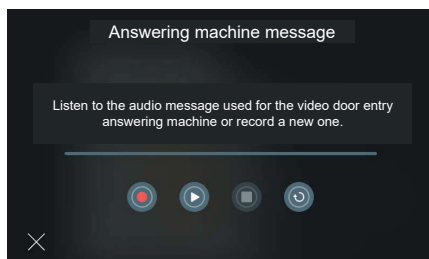 Answering machine message
Listen to the audio message used for the video door entry
answering machine or record a new one.